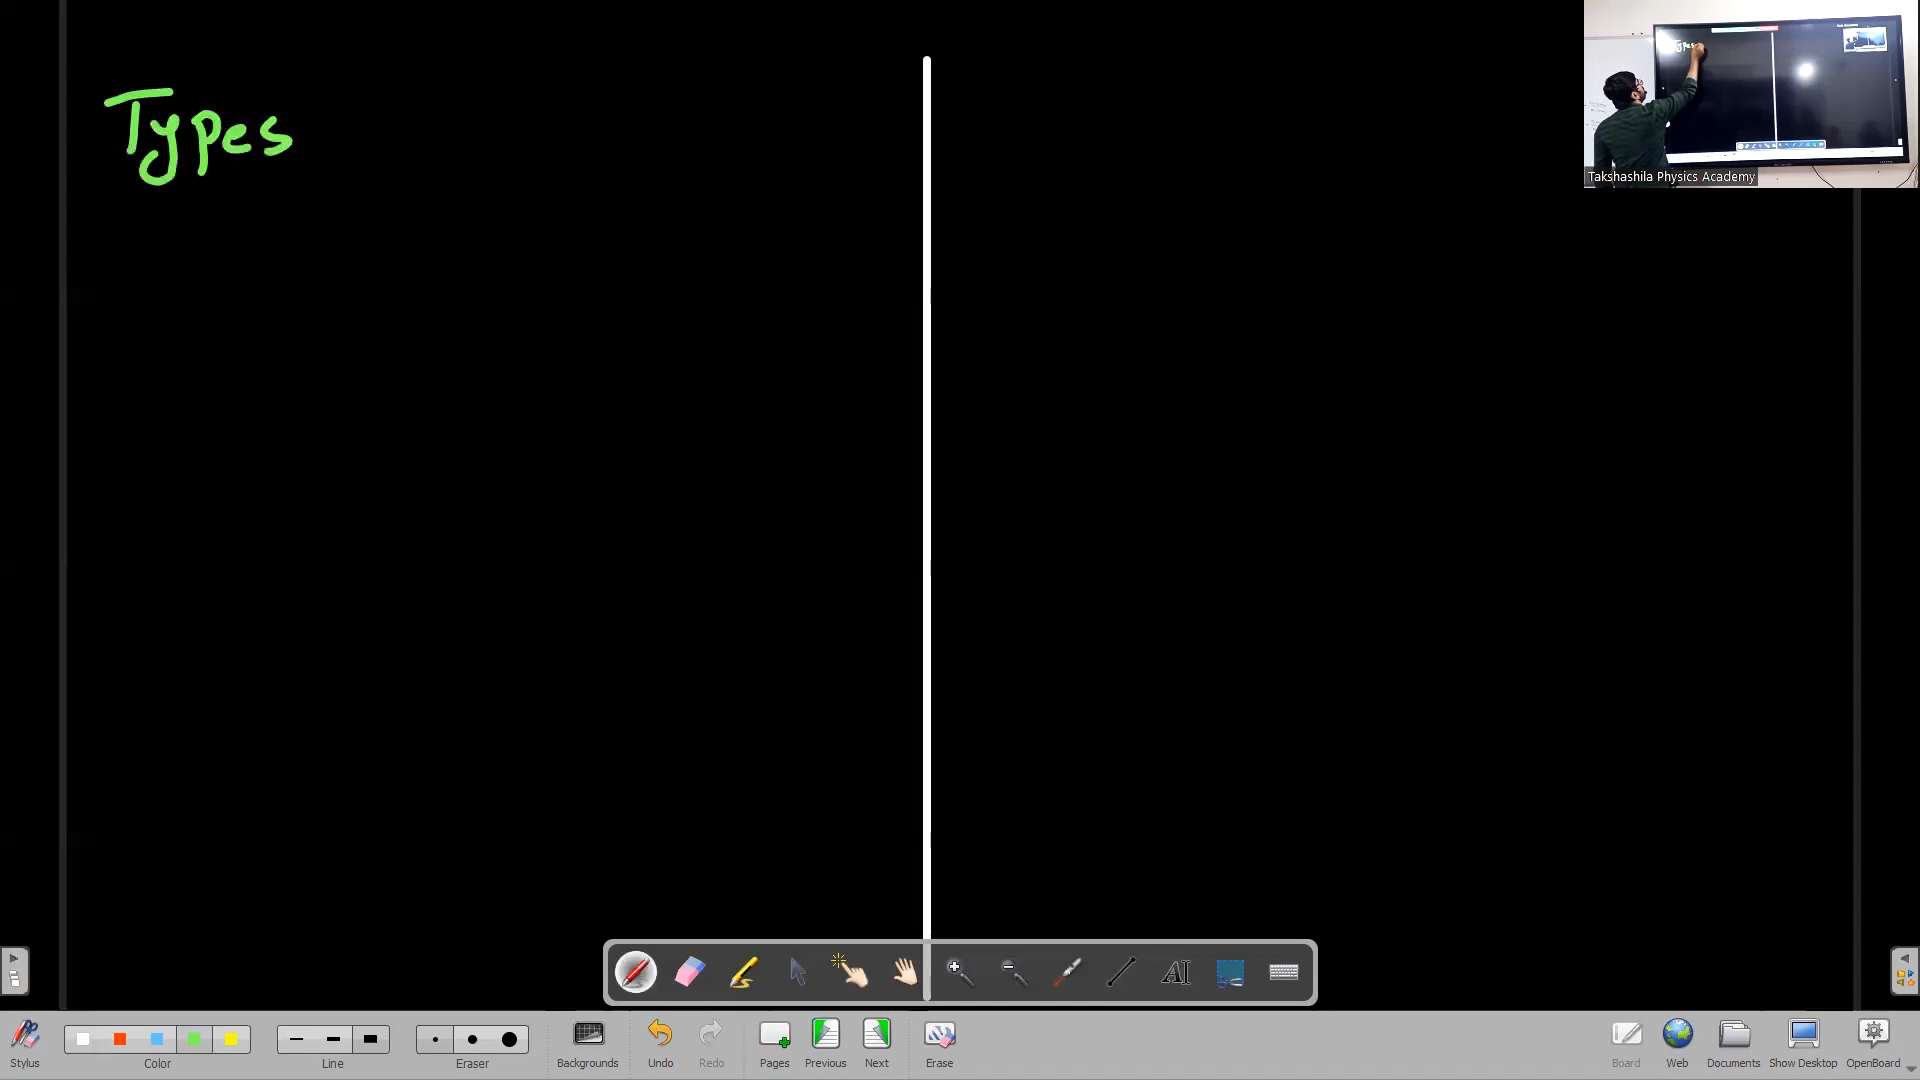 Types
Takshashila Physics Academy
Stylus
Color
Line
Eraser
Backgrounds
Undo
Redo
Pages
Previous
Next
Erase
Board
Web
Documents
Show Desktop
OpenBoard